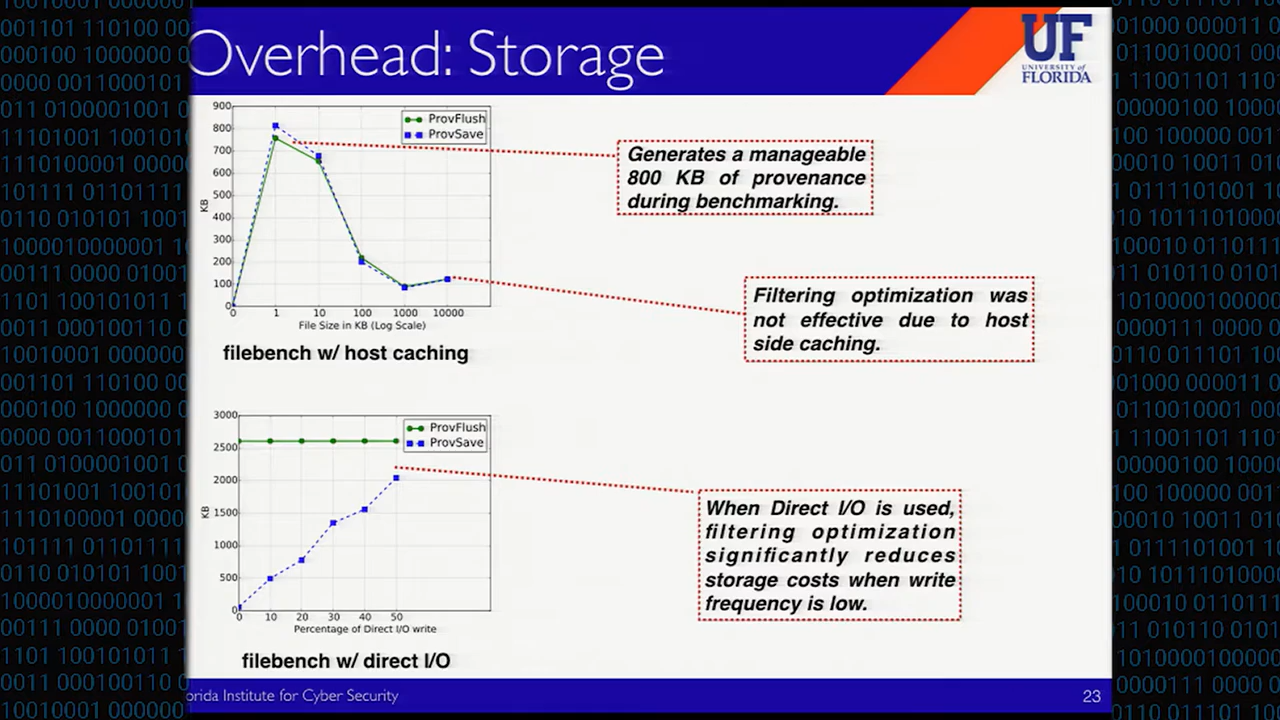 Overhead: Storage
UF
UNIVERSITY of
FLORIDA
900
800
700
600
500
400
300
200
100
0
KB
ProvFlush
ProvSave
0 1 10 100 1000 10000
File Size in KB (Log Scale)
filebench w/ host caching
Generates a manageable
800 KB of provenance
during benchmarking.
Filtering optimization was
not effective due to host
side caching.
3000
2500
2000
1500
1000
500
0
KB
ProvFlush
ProvSave
0 10 20 30 40 50
Percentage of Direct I/O write
filebench w/ direct I/O
When Direct I/O is used,
filtering optimization
significantly reduces
storage costs when write
frequency is low.
orida Institute for Cyber Security
23